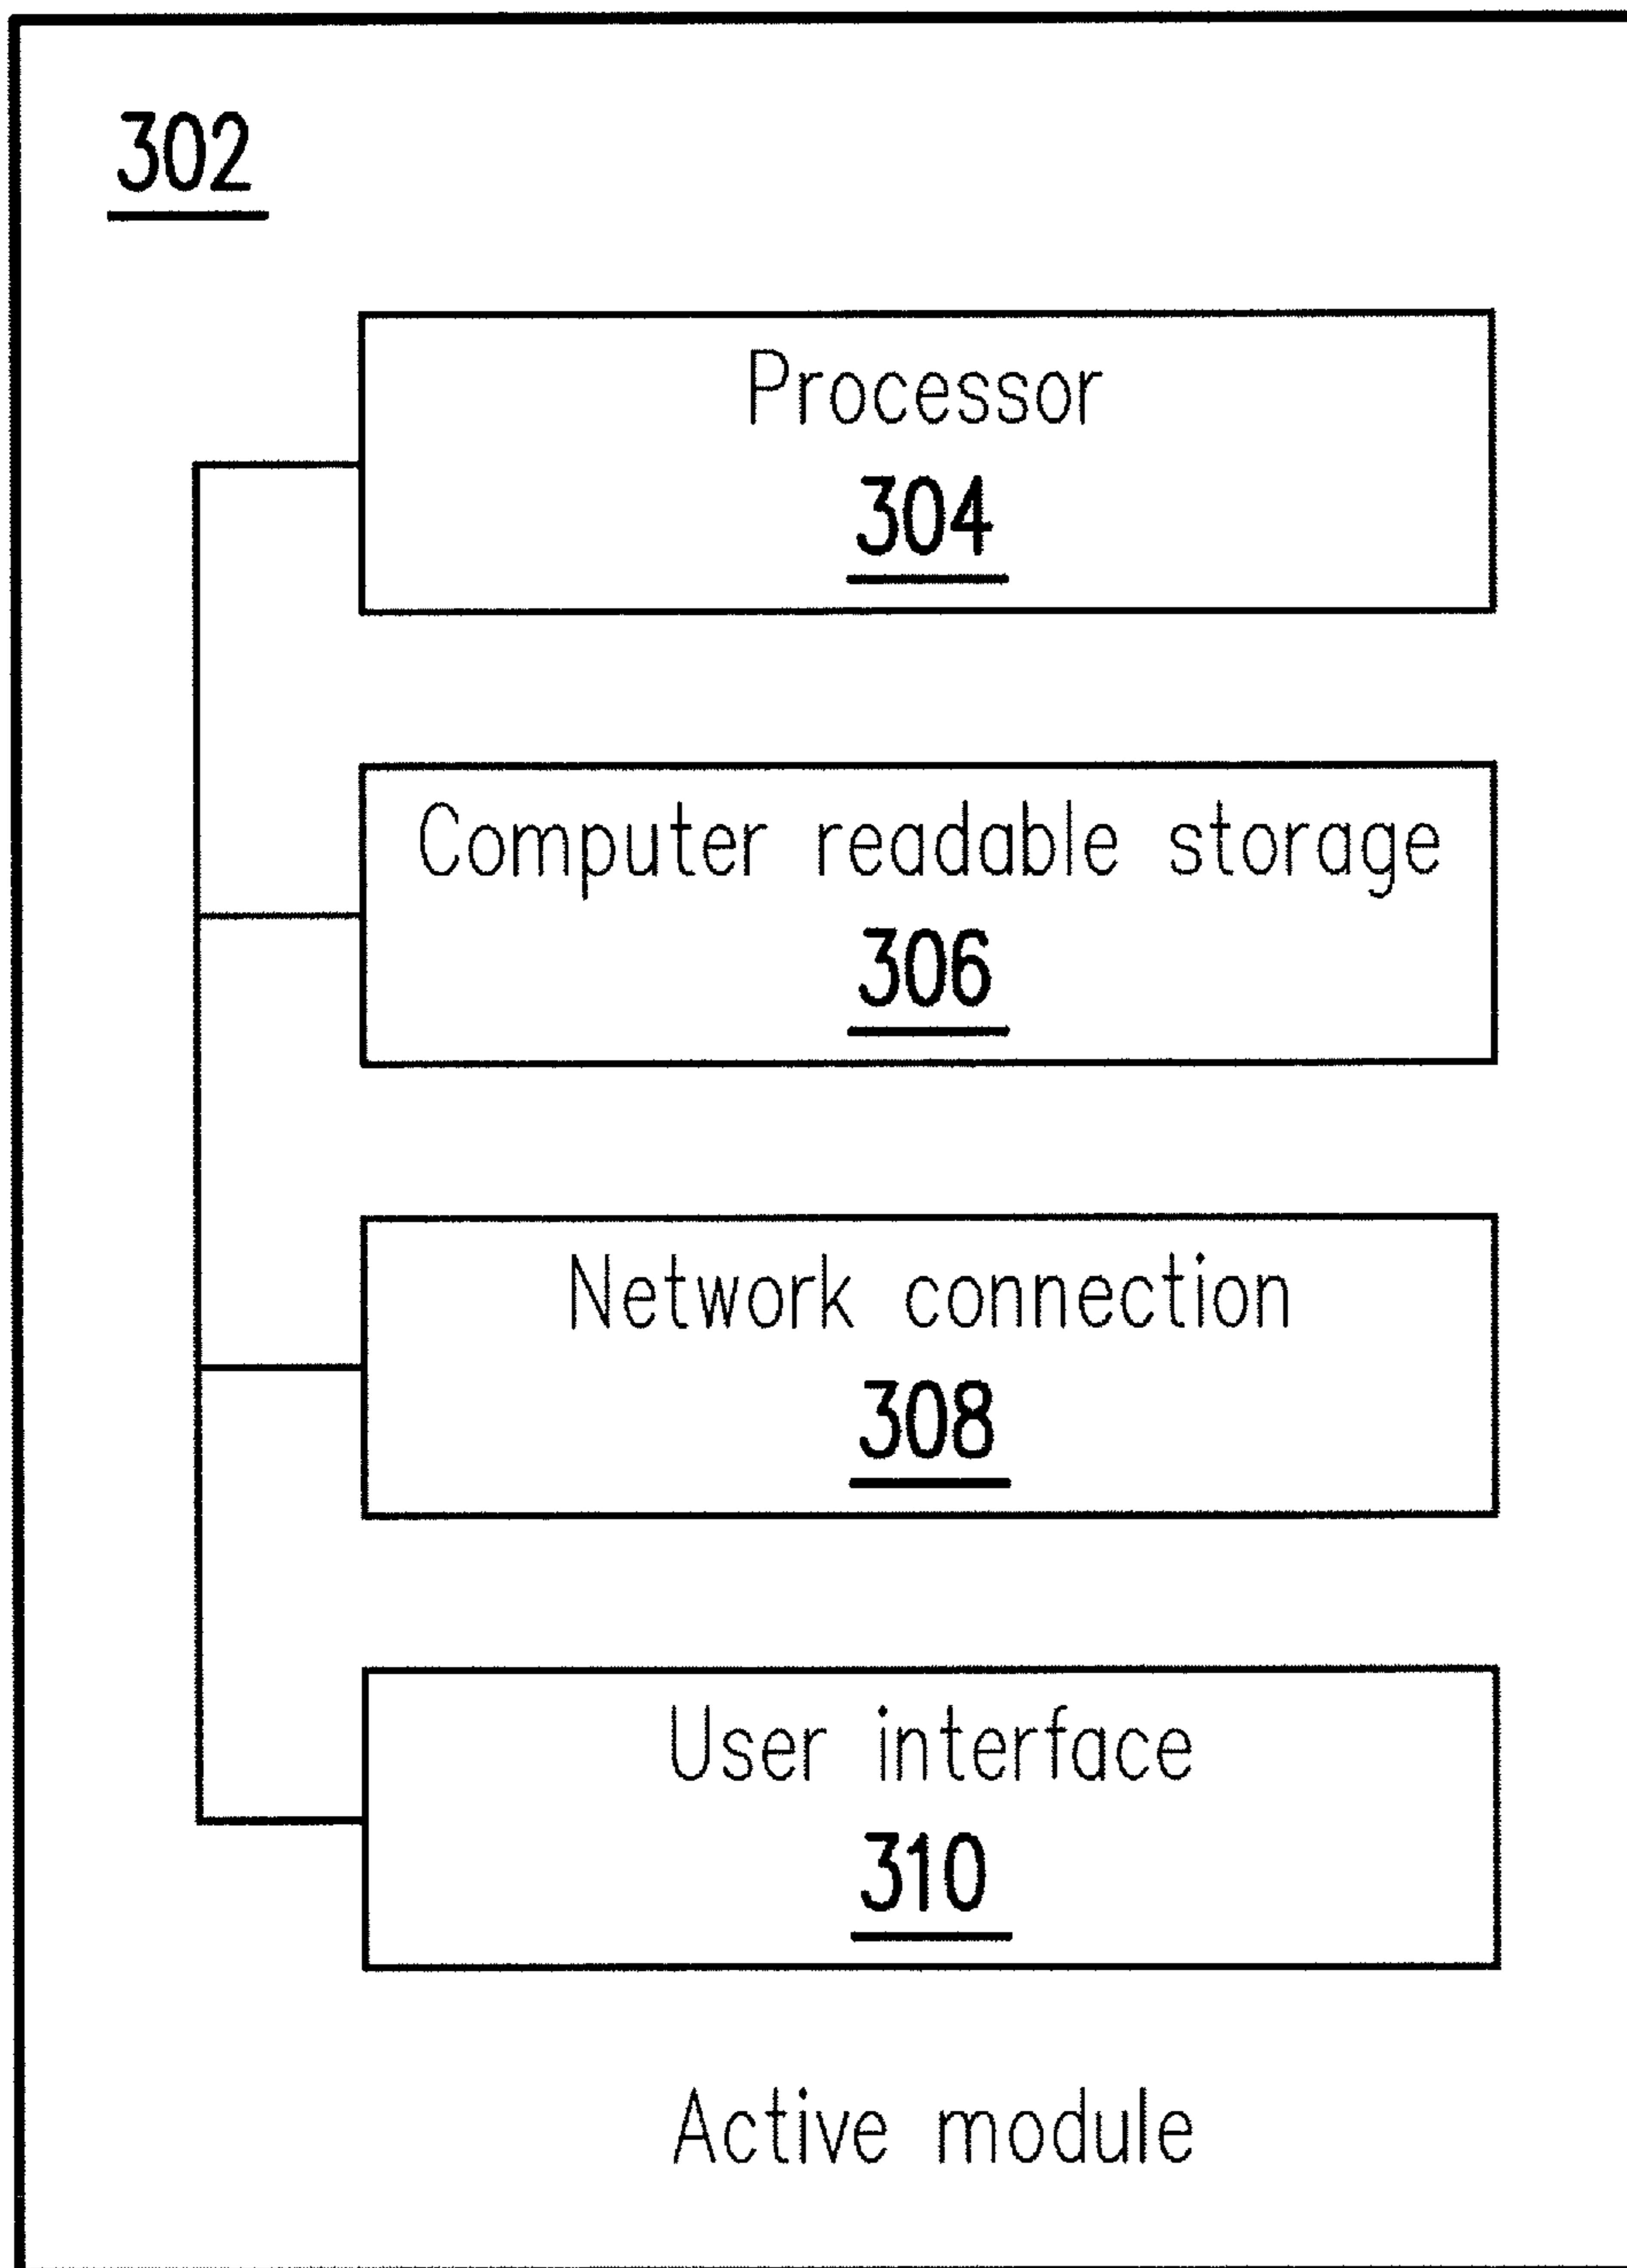 302
Processor
304
Computer readable storage
306
Network connection
308
User interface
310
Active module